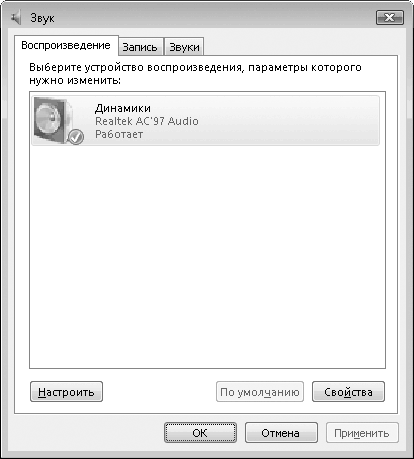 Звук
Воспроизведение Запись Звуки
Выберите устройство воспроизведения, параметры которого
нужно изменить:
Динамики
Realtek AC'97 Audio
Работает
Настроить По умолчанию Свойства
ОК Отмена Применить